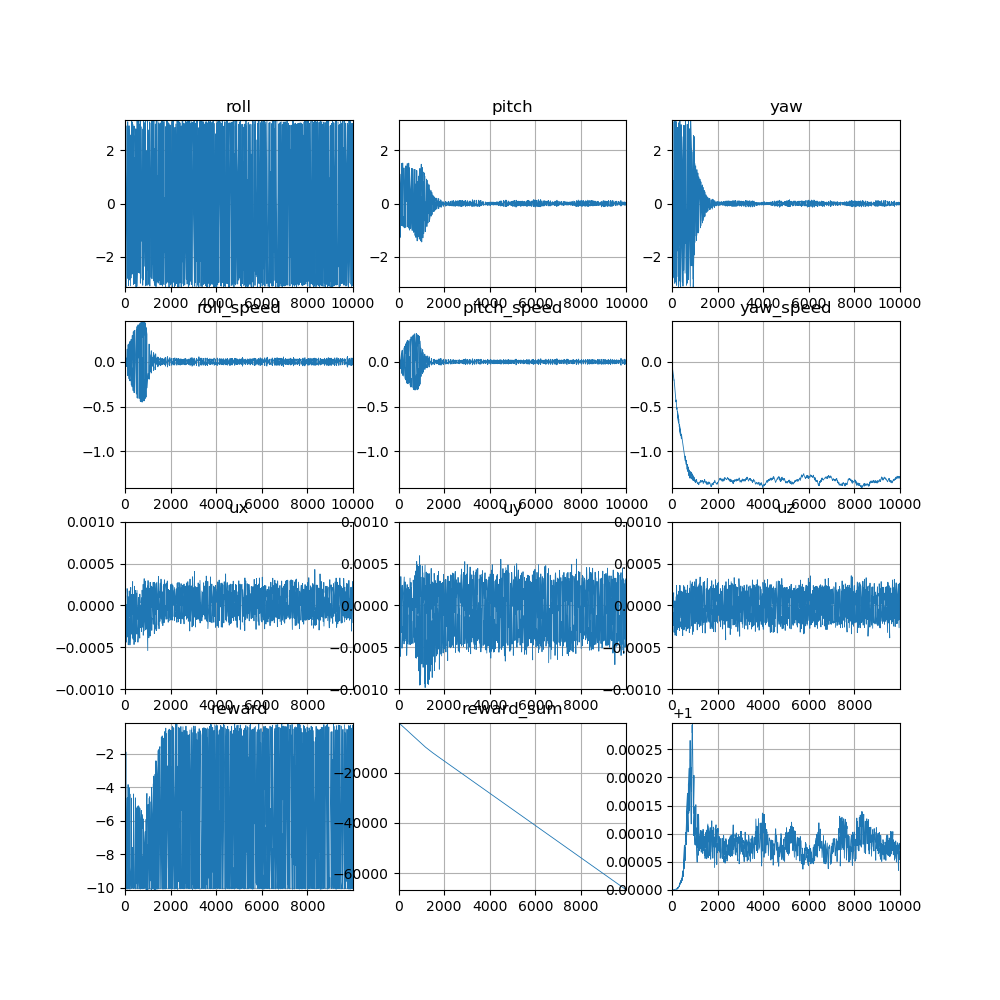 roll pitch yaw
2 2 2
0 0 0
−2 −2 −2
0 2000 4000 6000 8000 10000 0 2000 4000 6000 8000 10000 0 2000 4000 6000 8000 10000
roll_speed pitch_speed yaw_speed
0.0 0.0 0.0
−0.5 −0.5 −0.5
−1.0 −1.0 −1.0
0 2000 4000 6000 8000 10000 0 2000 4000 6000 8000 10000 0 2000 4000 6000 8000 10000
ux uy uz
0.0010 0.0010 0.0010
0.0005 0.0005 0.0005
0.0000 0.0000 0.0000
−0.0005 −0.0005 −0.0005
−0.0010 −0.0010 −0.0010
0 2000 4000 6000 8000 0 2000 4000 6000 8000 0 2000 4000 6000 8000
reward reward_sum +1
−2 0.00025
−4 −20000 0.00020
−6 −40000 0.00015
−8 0.00010
−10 −60000 0.00005
0.00000
0 2000 4000 6000 8000 0 2000 4000 6000 8000 0 2000 4000 6000 8000 10000